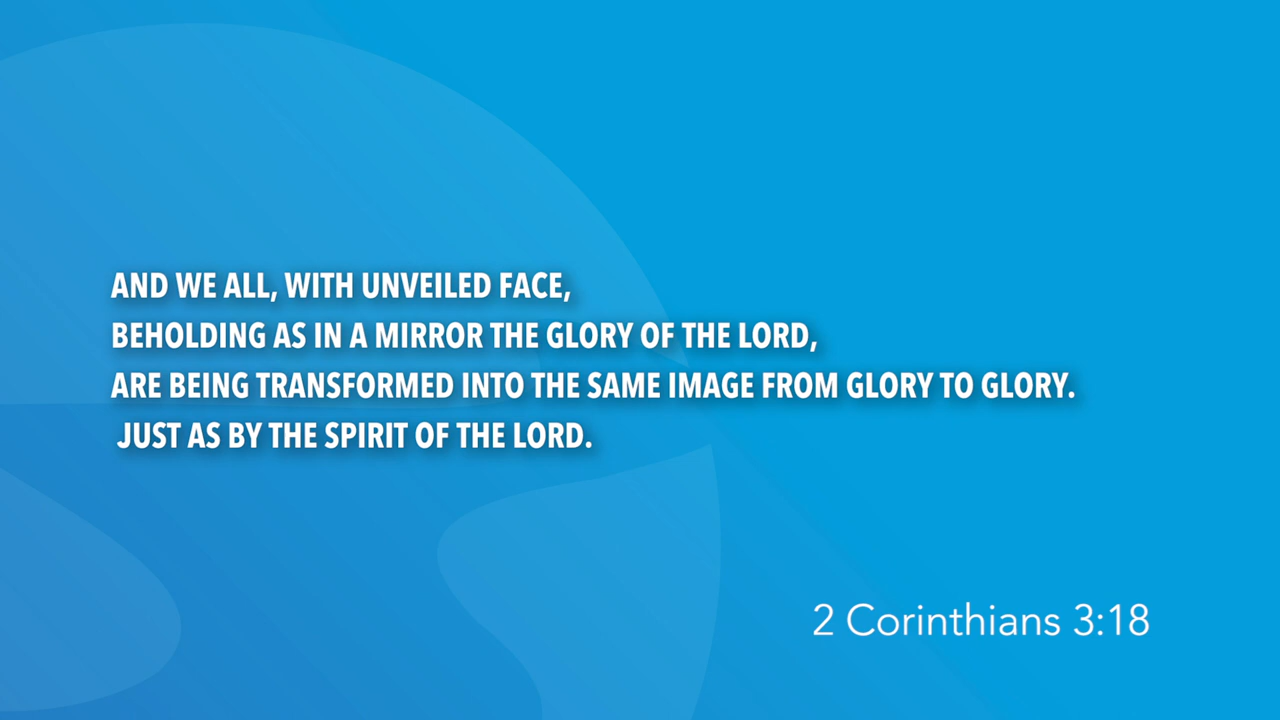 AND WE ALL, WITH UNVEILED FACE,
BEHOLDING AS IN A MIRROR THE GLORY OF THE LORD,
ARE BEING TRANSFORMED INTO THE SAME IMAGE FROM GLORY TO GLORY.
JUST AS BY THE SPIRIT OF THE LORD.
2 Corinthians 3:18